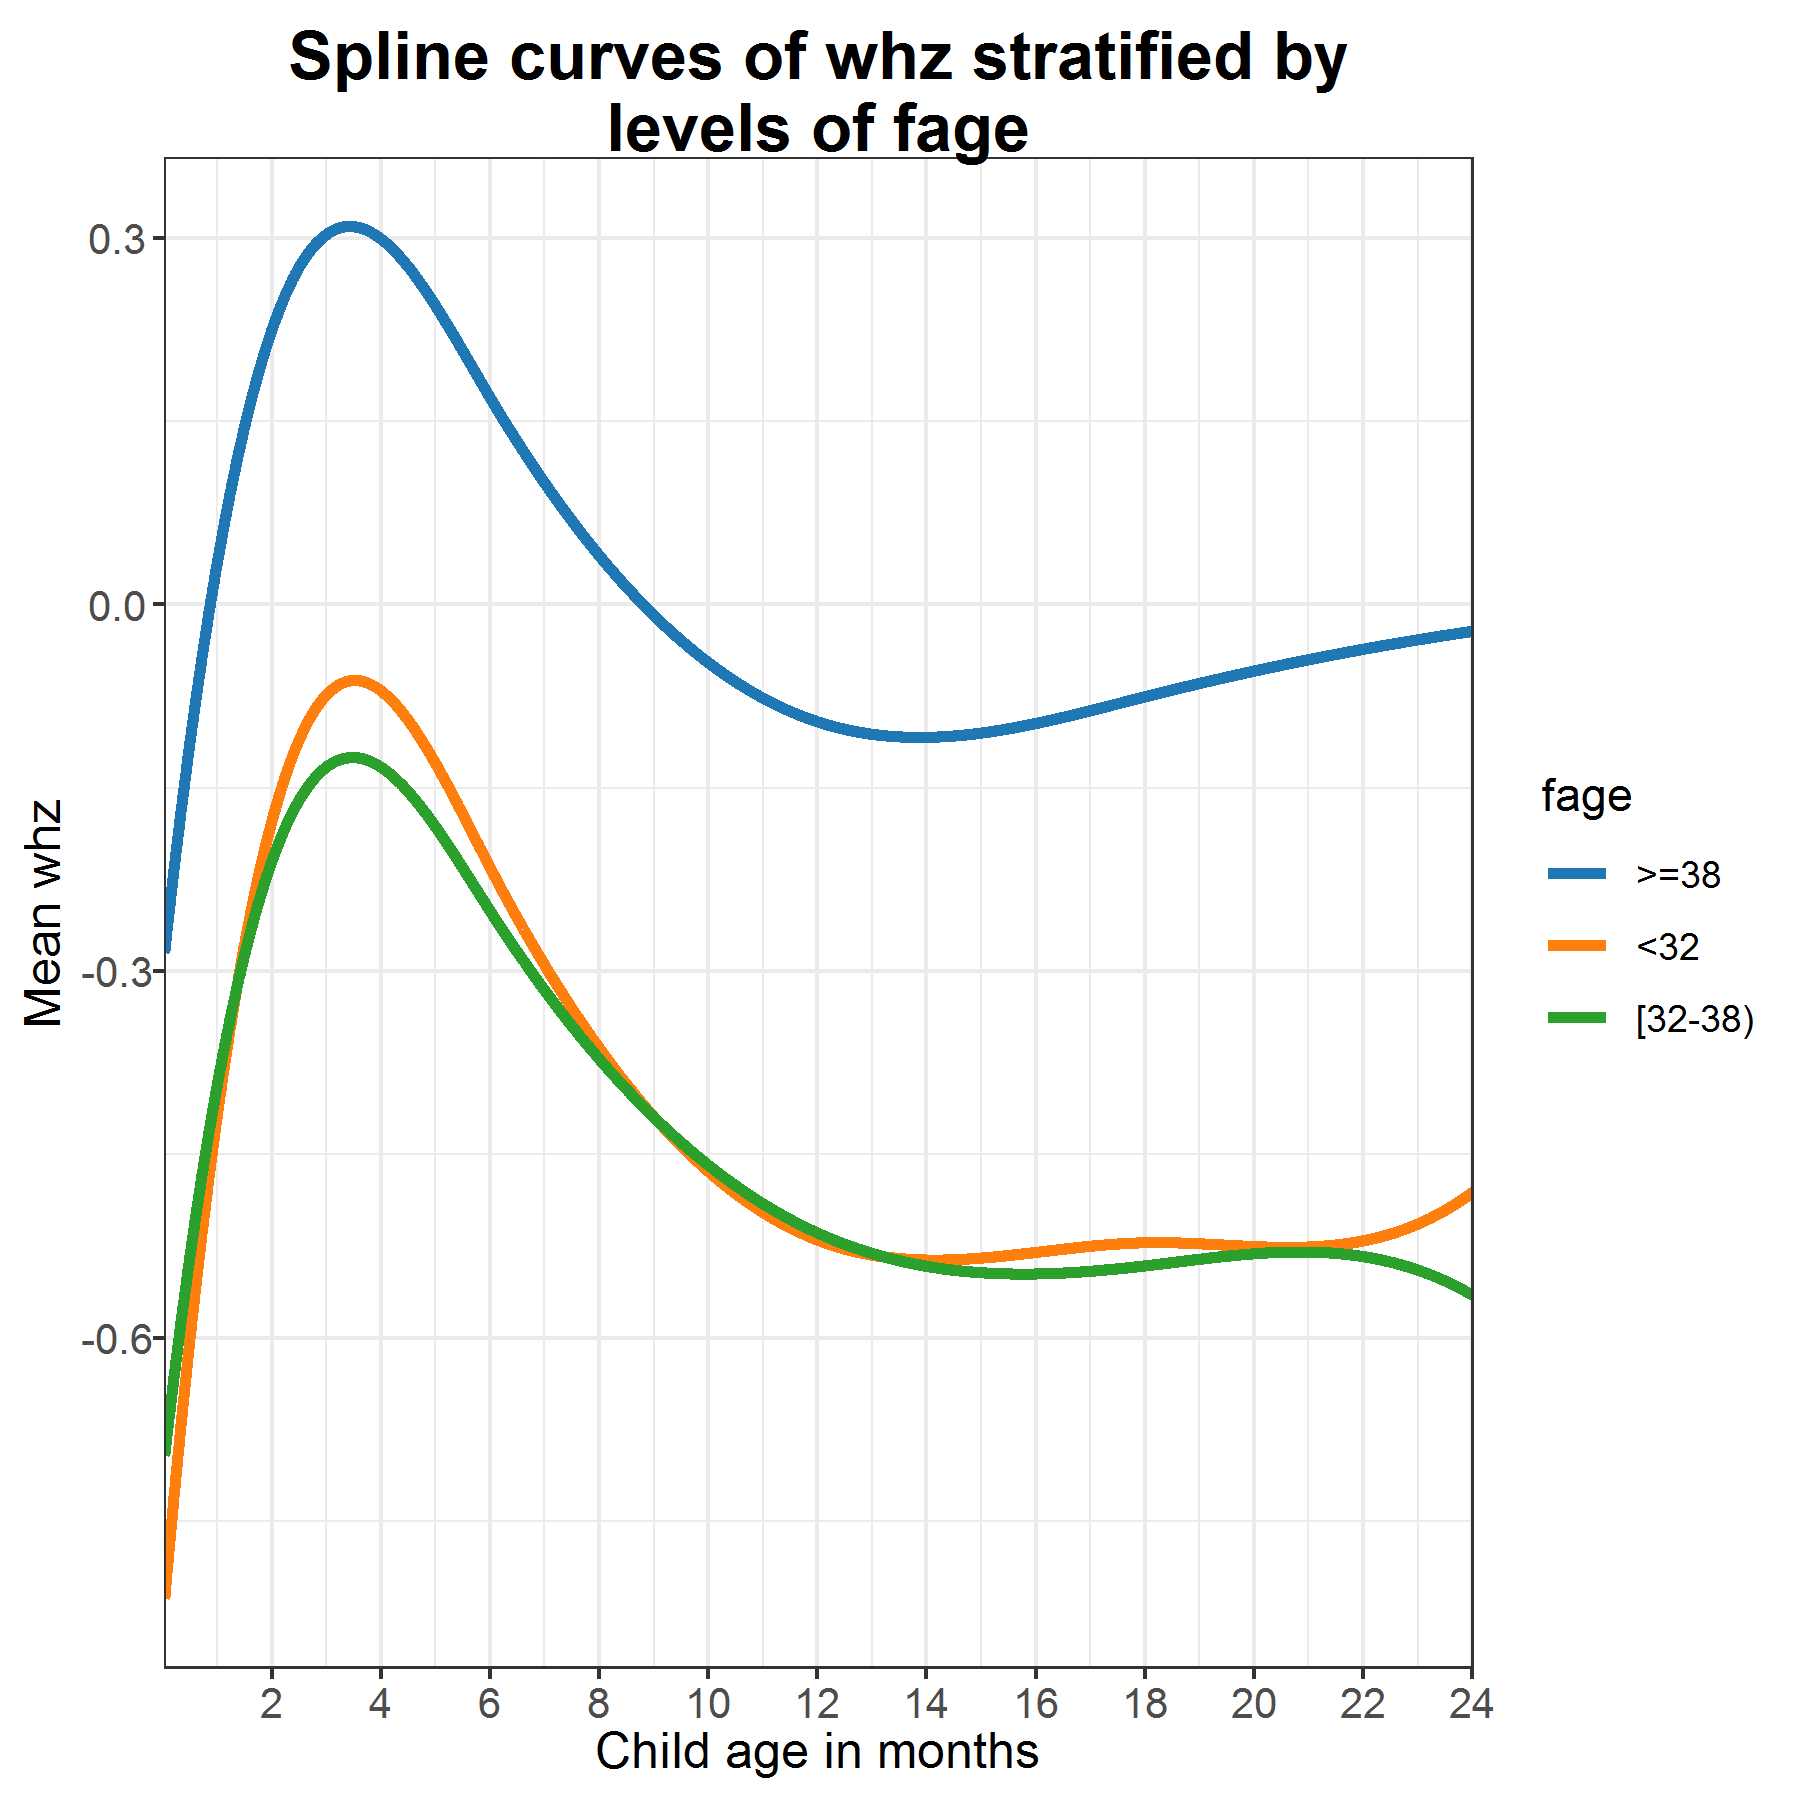 Spline curves of whz stratified by
levels of fage
Mean whz
0.3
0.0
-0.3
-0.6
2 4 6 8 10 12 14 16 18 20 22 24
Child age in months
fage
>=38
<32
[32-38)